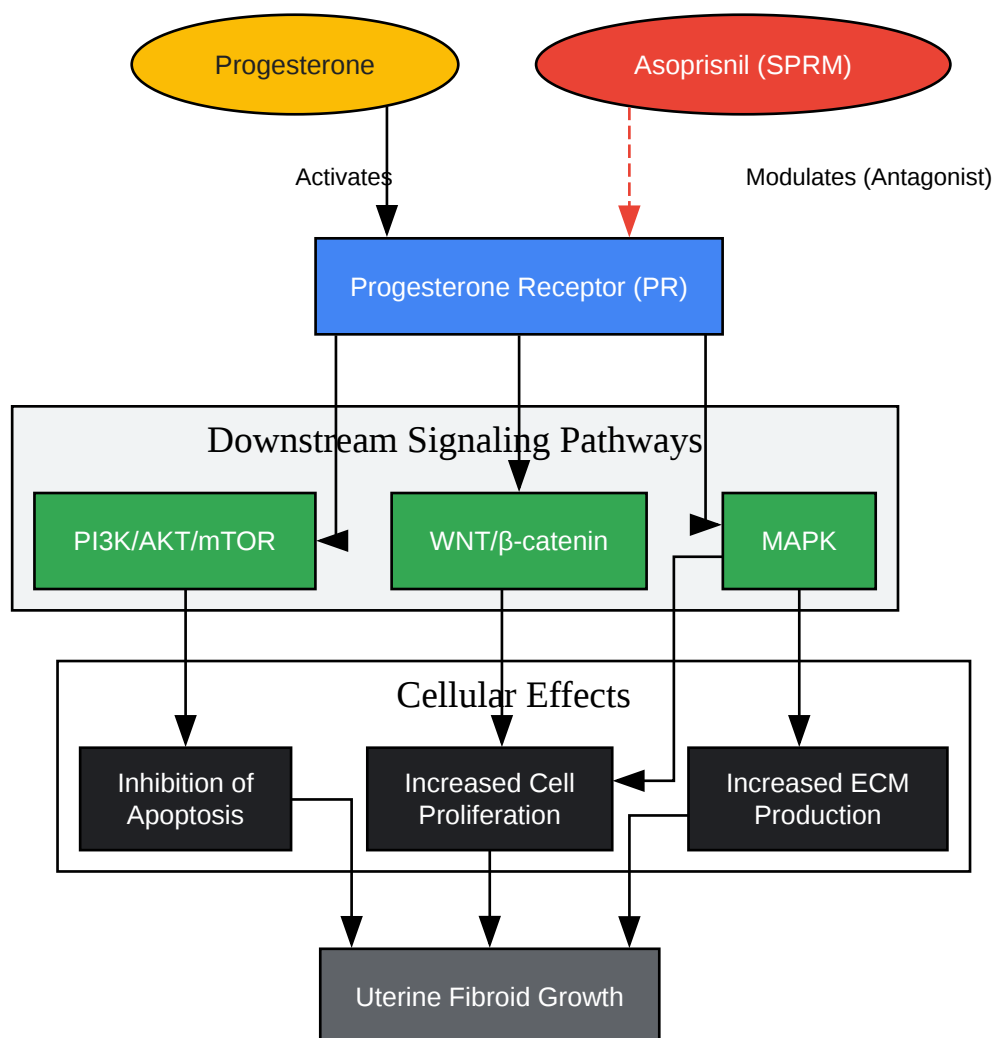 Progesterone
Asoprisnil (SPRM)
Activates
Modulates (Antagonist)
Progesterone Receptor (PR)
Downstream Signaling Pathways
PI3K/AKT/mTOR
WNT/β-catenin
MAPK
Cellular Effects
Inhibition of
Apoptosis
Increased Cell
Proliferation
Increased ECM
Production
Uterine Fibroid Growth